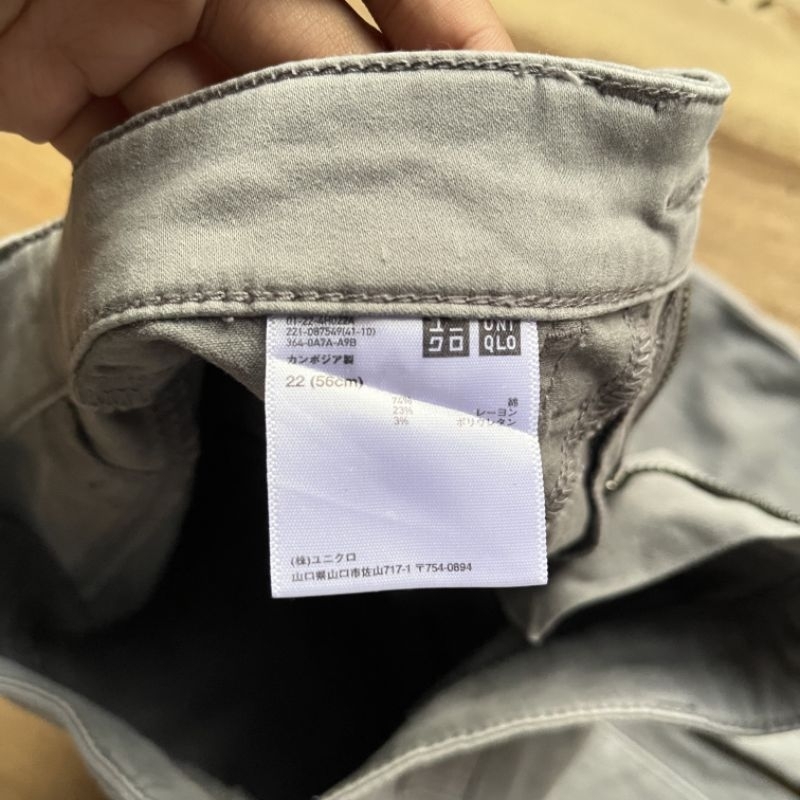 221-087549(41-10)
364-0A7A-A9B
ユニクロ
UNIQLO
カンボジア製
22 (56cm)
74% 綿
23% レーヨン
3% ポリウレタン
(株)ユニクロ
山口県山口市佐山717-1 〒754-0894